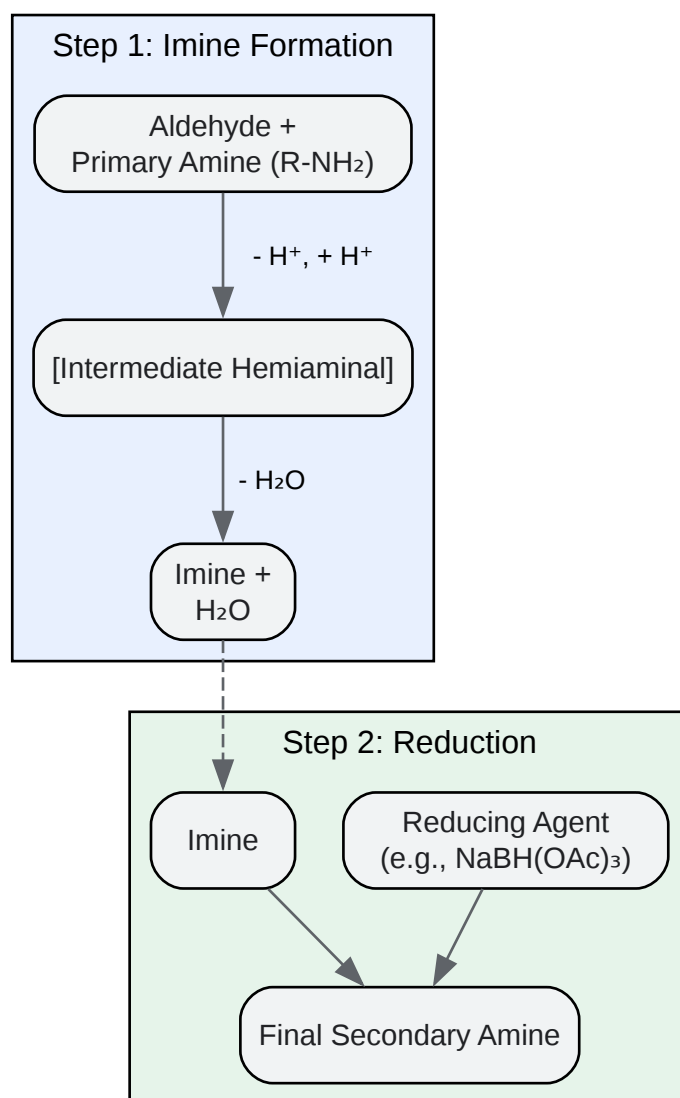 Step 1: Imine Formation
Aldehyde +
Primary Amine (R-NH₂)
- H⁺, + H⁺
[Intermediate Hemiaminal]
- H₂O
Imine +
H₂O
Step 2: Reduction
Imine
Reducing Agent
(e.g., NaBH(OAc)₃)
Final Secondary Amine